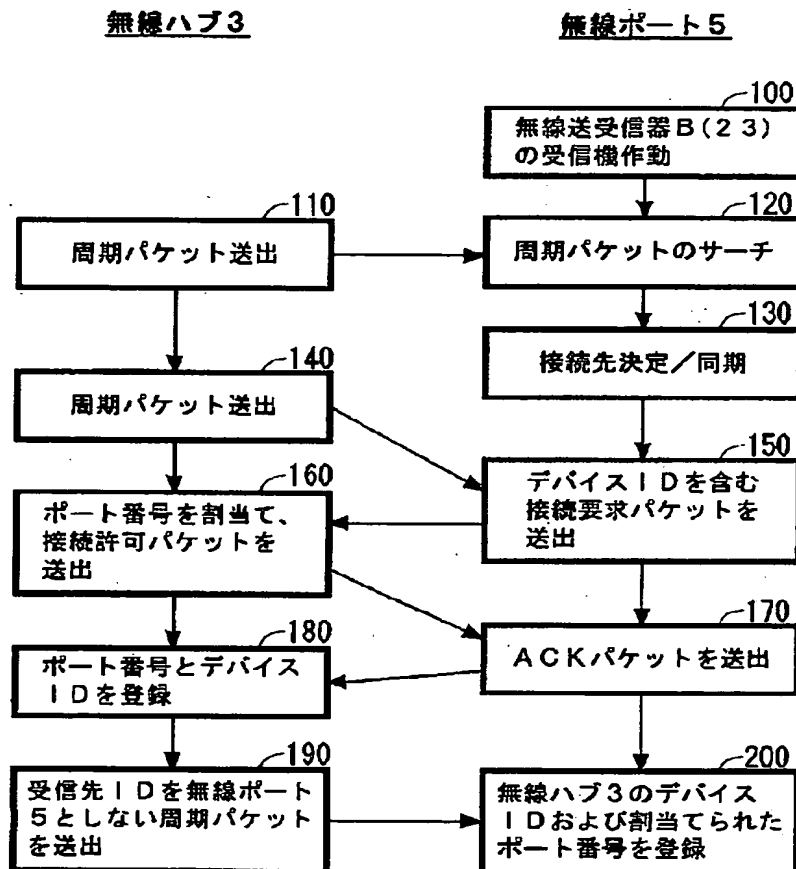 無線ハブ3
無線ポート5
100
無線送受信器B(23)
の受信機作動
110
周期パケット送出
120
周期パケットのサーチ
130
接続先決定/同期
140
周期パケット送出
150
デバイスIDを含む
接続要求パケットを
送出
160
ポート番号を割当て、
接続許可パケットを
送出
170
ACKパケットを送出
180
ポート番号とデバイス
IDを登録
190
受信先IDを無線ポート
5としない周期パケット
を送出
200
無線ハブ3のデバイス
IDおよび割当てられた
ポート番号を登録